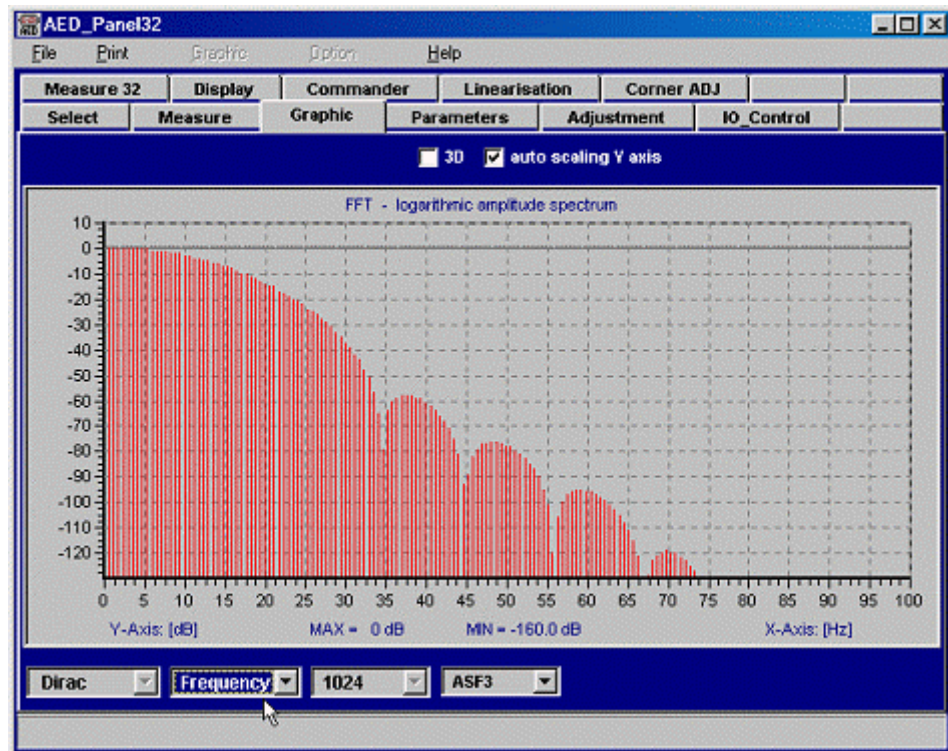 AED_Panel32
File Print Graphic Option Help
Measure 32 Display Commander Linearisation Corner ADJ
Select Measure Graphic Parameters Adjustment IO_Control
3D auto scaling Y axis
FFT - logarithmic amplitude spectrum
10
0
-10
-20
-30
-40
-50
-60
-70
-80
-90
-100
-110
-120
0 5 10 15 20 25 30 35 40 45 50 55 60 65 70 75 80 85 90 95 100
Y-Axis: [dB] MAX = 0 dB MIN = -160.0 dB X-Axis: [Hz]
Dirac Frequency 1024 ASF3